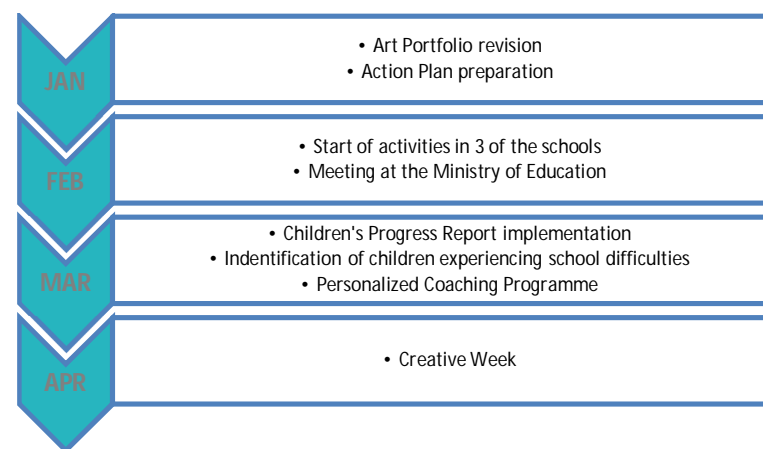 JAN
• Art Portfolio revision
• Action Plan preparation
FEB
• Start of activities in 3 of the schools
• Meeting at the Ministry of Education
MAR
• Children's Progress Report implementation
• Indentification of children experiencing school difficulties
• Personalized Coaching Programme
APR
• Creative Week